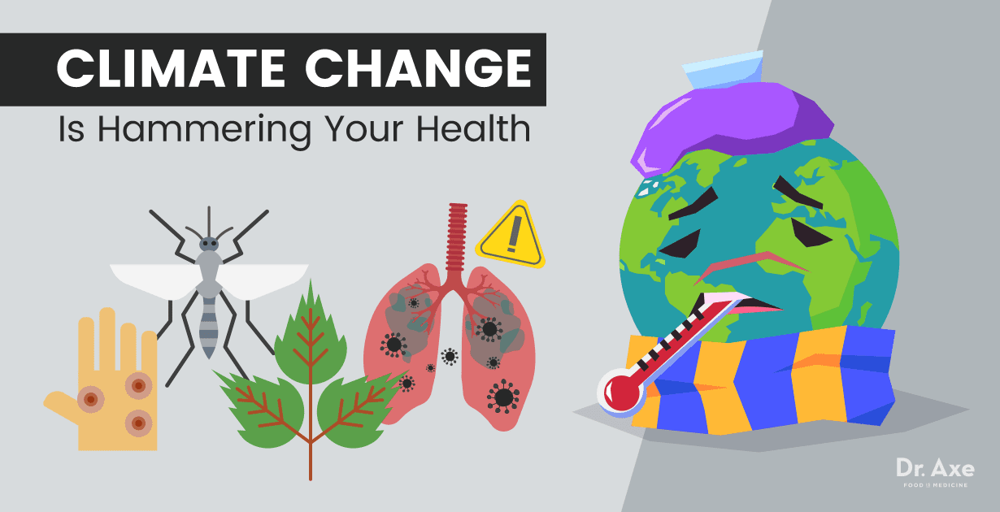 CLIMATE CHANGE
Is Hammering Your Health
!
Dr. Axe
FOOD IS MEDICINE